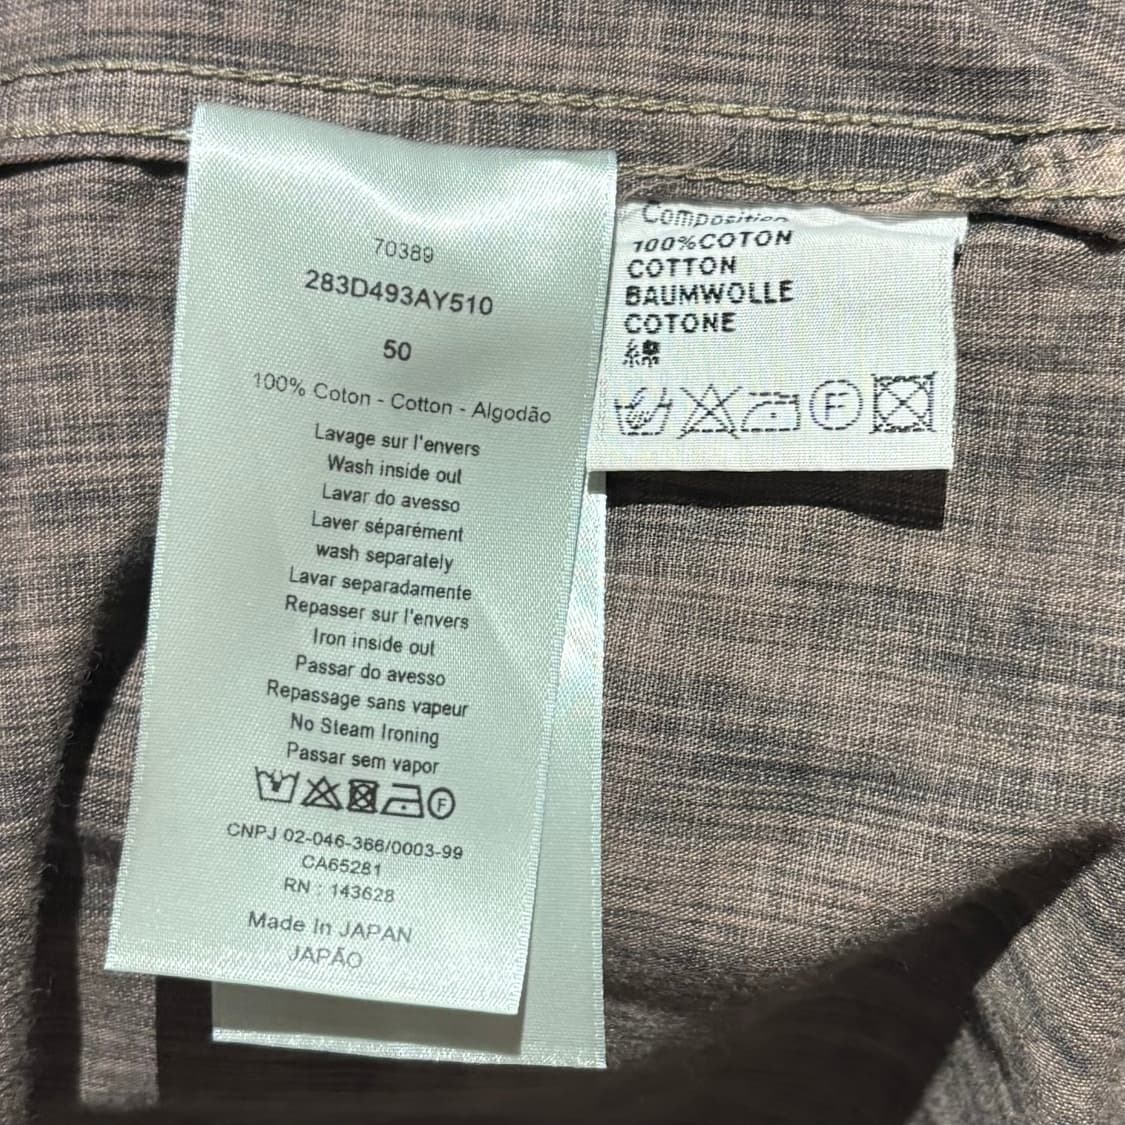 70389
283D493AY510
50
100% Coton - Cotton - Algodão
Lavage sur l'envers
Wash inside out
Lavar do avesso
Laver séparément
wash separately
Lavar separadamente
Repasser sur l'envers
Iron inside out
Passar do avesso
Repassage sans vapeur
No Steam Ironing
Passar sem vapor
F
CNPJ 02-046-366/0003-99
CA65281
RN : 143628
Made In JAPAN
JAPÃO
Composition
100%COTON
COTTON
BAUMWOLLE
COTONE
綿
F